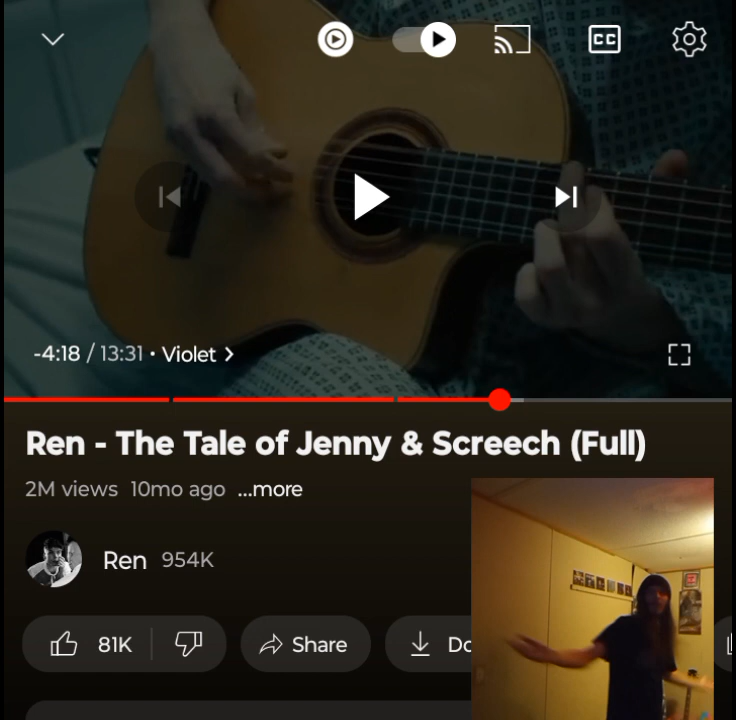 CC
-4:18 / 13:31 • Violet >
Ren - The Tale of Jenny & Screech (Full)
2M views 10mo ago ...more
Ren 954K
81K Share Do